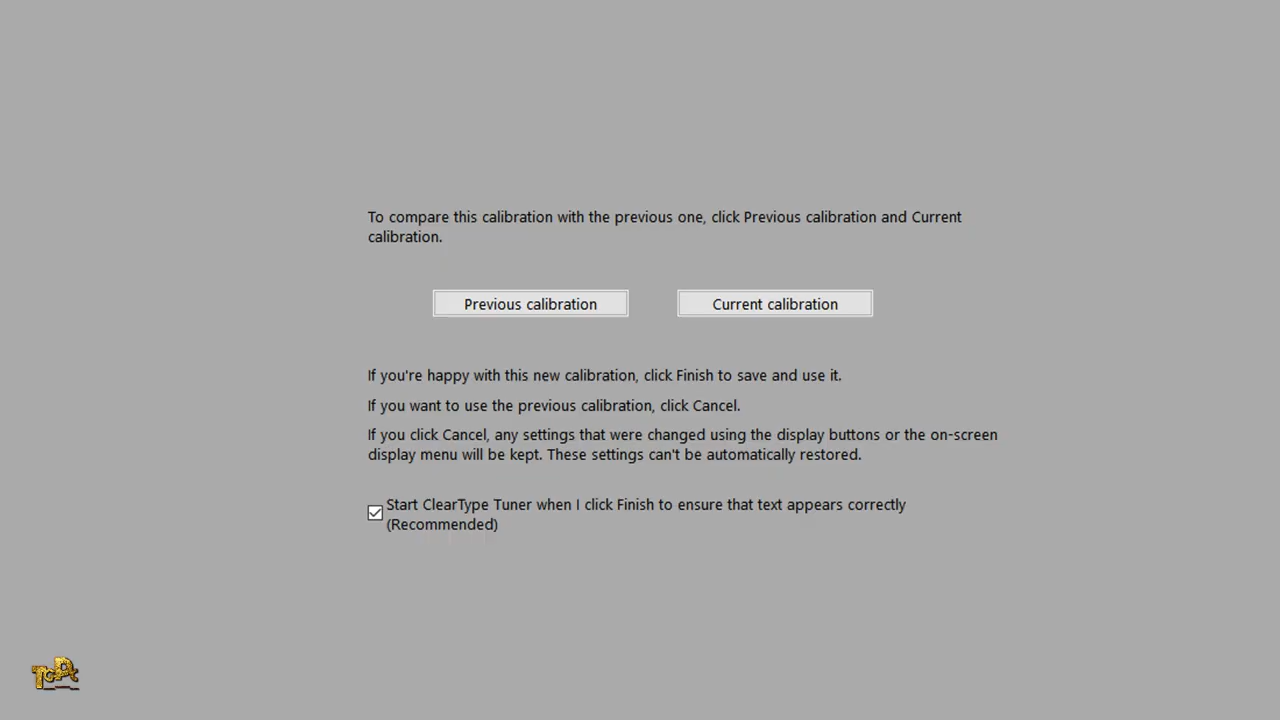 To compare this calibration with the previous one, click Previous calibration and Current
calibration.
Previous calibration
Current calibration
If you're happy with this new calibration, click Finish to save and use it.
If you want to use the previous calibration, click Cancel.
If you click Cancel, any settings that were changed using the display buttons or the on-screen
display menu will be kept. These settings can't be automatically restored.
Start ClearType Tuner when I click Finish to ensure that text appears correctly
(Recommended)
TCA